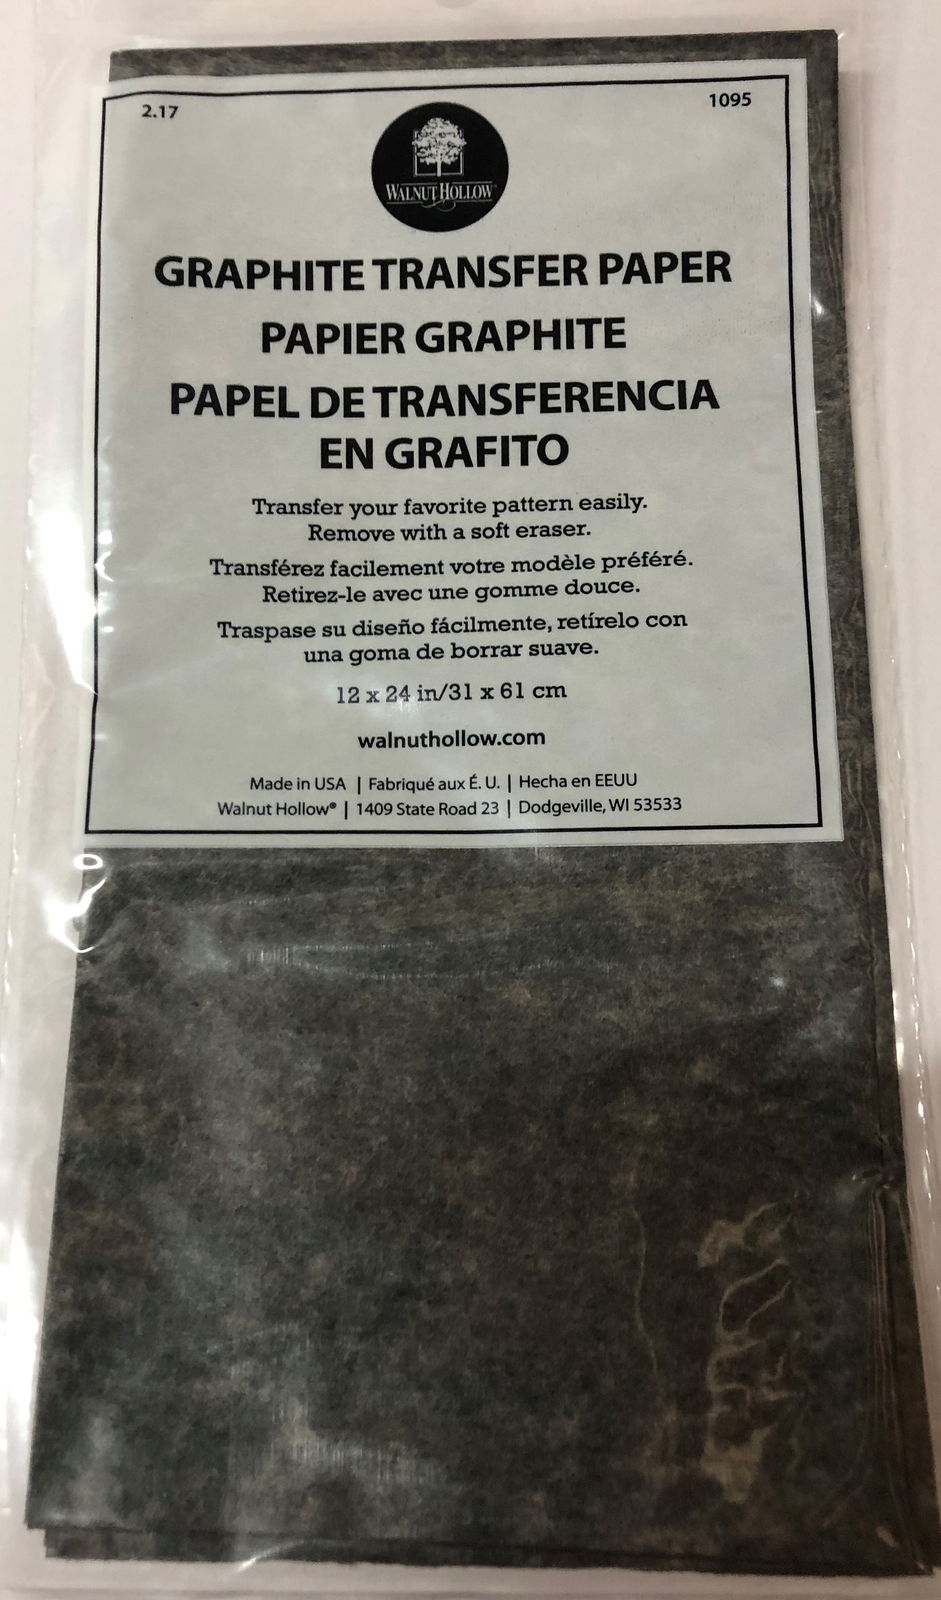 2.17
1095
WALNUT HOLLOW®
GRAPHITE TRANSFER PAPER
PAPIER GRAPHITE
PAPEL DE TRANSFERENCIA
EN GRAFITO
Transfer your favorite pattern easily.
Remove with a soft eraser.
Transférez facilement votre modèle préféré.
Retirez-le avec une gomme douce.
Traspase su diseño fácilmente, retírelo con
una goma de borrar suave.
12 x 24 in/31 x 61 cm
walnuthollow.com
Made in USA | Fabriqué aux É. U. | Hecha en EEUU
Walnut Hollow® | 1409 State Road 23 | Dodgeville, WI 53533